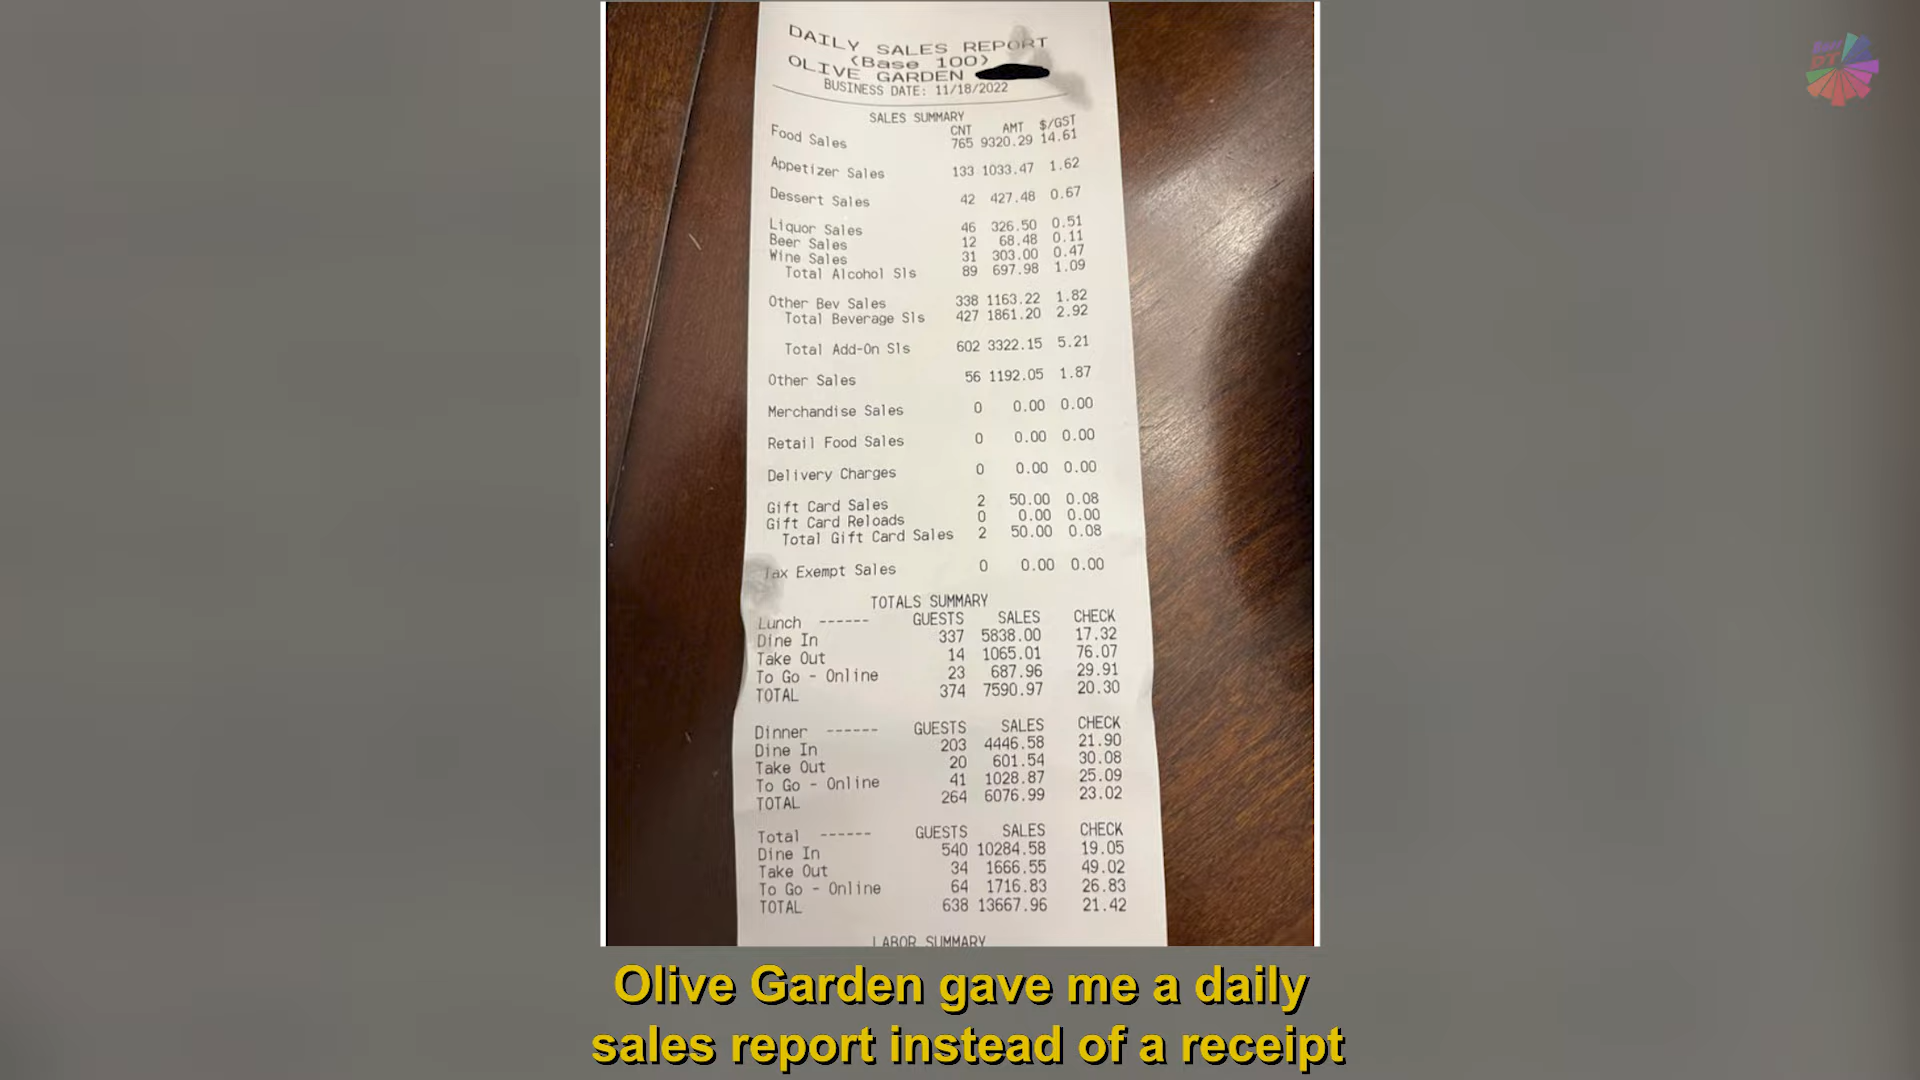 DAILY SALES REPORT
(Base 100)
OLIVE GARDEN
BUSINESS DATE: 11/18/2022
SALES SUMMARY
CNT AMT $/GST
Food Sales 765 9320.29 14.61
Appetizer Sales 133 1033.47 1.62
Dessert Sales 42 427.48 0.67
Liquor Sales 46 326.50 0.51
Beer Sales 12 68.48 0.11
Wine Sales 31 303.00 0.47
Total Alcohol Sls 89 697.98 1.09
Other Bev Sales 338 1163.22 1.82
Total Beverage Sls 427 1861.20 2.92
Total Add-On Sls 602 3322.15 5.21
Other Sales 56 1192.05 1.87
Merchandise Sales 0 0.00 0.00
Retail Food Sales 0 0.00 0.00
Delivery Charges 0 0.00 0.00
Gift Card Sales 2 50.00 0.08
Gift Card Reloads 0 0.00 0.00
Total Gift Card Sales 2 50.00 0.08
Tax Exempt Sales 0 0.00 0.00
TOTALS SUMMARY
Lunch ------ GUESTS SALES CHECK
Dine In 337 5838.00 17.32
Take Out 14 1065.01 76.07
To Go - Online 23 687.96 29.91
TOTAL 374 7590.97 20.30
Dinner ------ GUESTS SALES CHECK
Dine In 203 4446.58 21.90
Take Out 20 601.54 30.08
To Go - Online 41 1028.87 25.09
TOTAL 264 6076.99 23.02
Total ------ GUESTS SALES CHECK
Dine In 540 10284.58 19.05
Take Out 34 1666.55 49.02
To Go - Online 64 1716.83 26.83
TOTAL 638 13667.96 21.42
LABOR SUMMARY
Olive Garden gave me a daily
sales report instead of a receipt